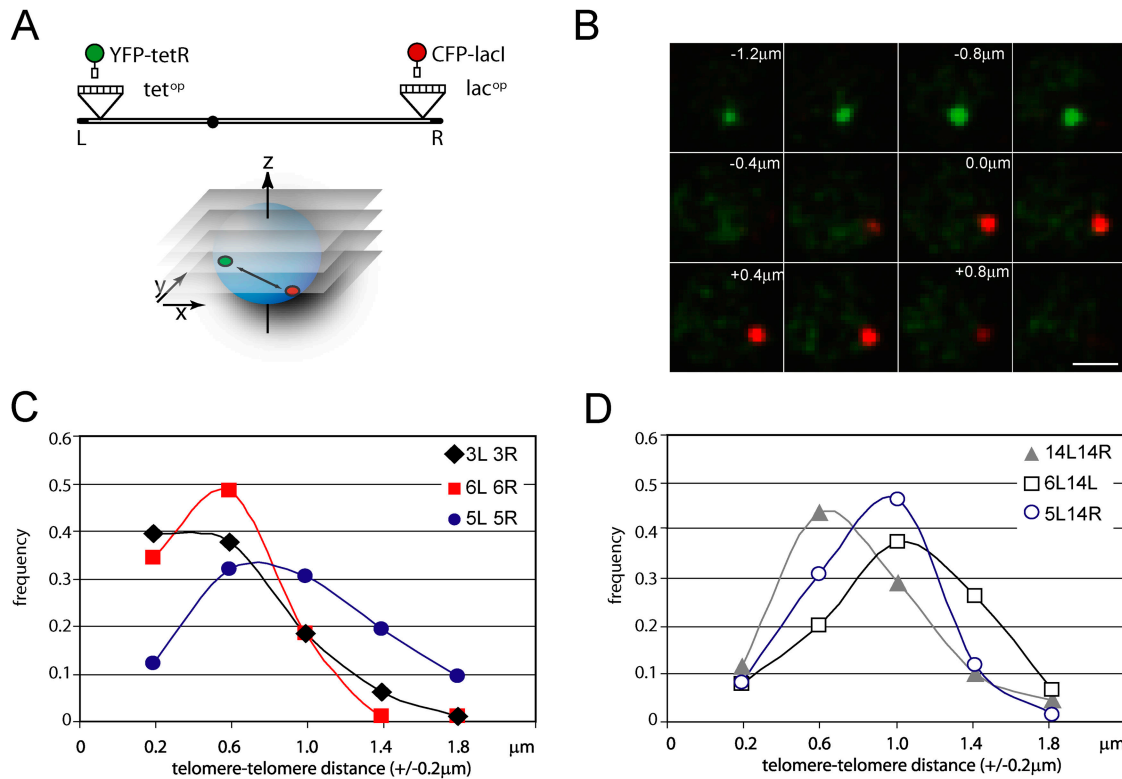 A
YFP-tetR
CFP-lacI
tet^op
lac^op
L
R
z
y
x
B
-1.2µm
-0.8µm
-0.4µm
0.0µm
+0.4µm
+0.8µm
C
0.6
0.5
0.4
0.3
0.2
0.1
0
frequency
3L 3R
6L 6R
5L 5R
0 0.2 0.6 1.0 1.4 1.8 µm
telomere-telomere distance (+/-0.2µm)
D
0.6
0.5
0.4
0.3
0.2
0.1
0
frequency
14L14R
6L14L
5L14R
0 0.2 0.6 1.0 1.4 1.8 µm
telomere-telomere distance (+/-0.2µm)